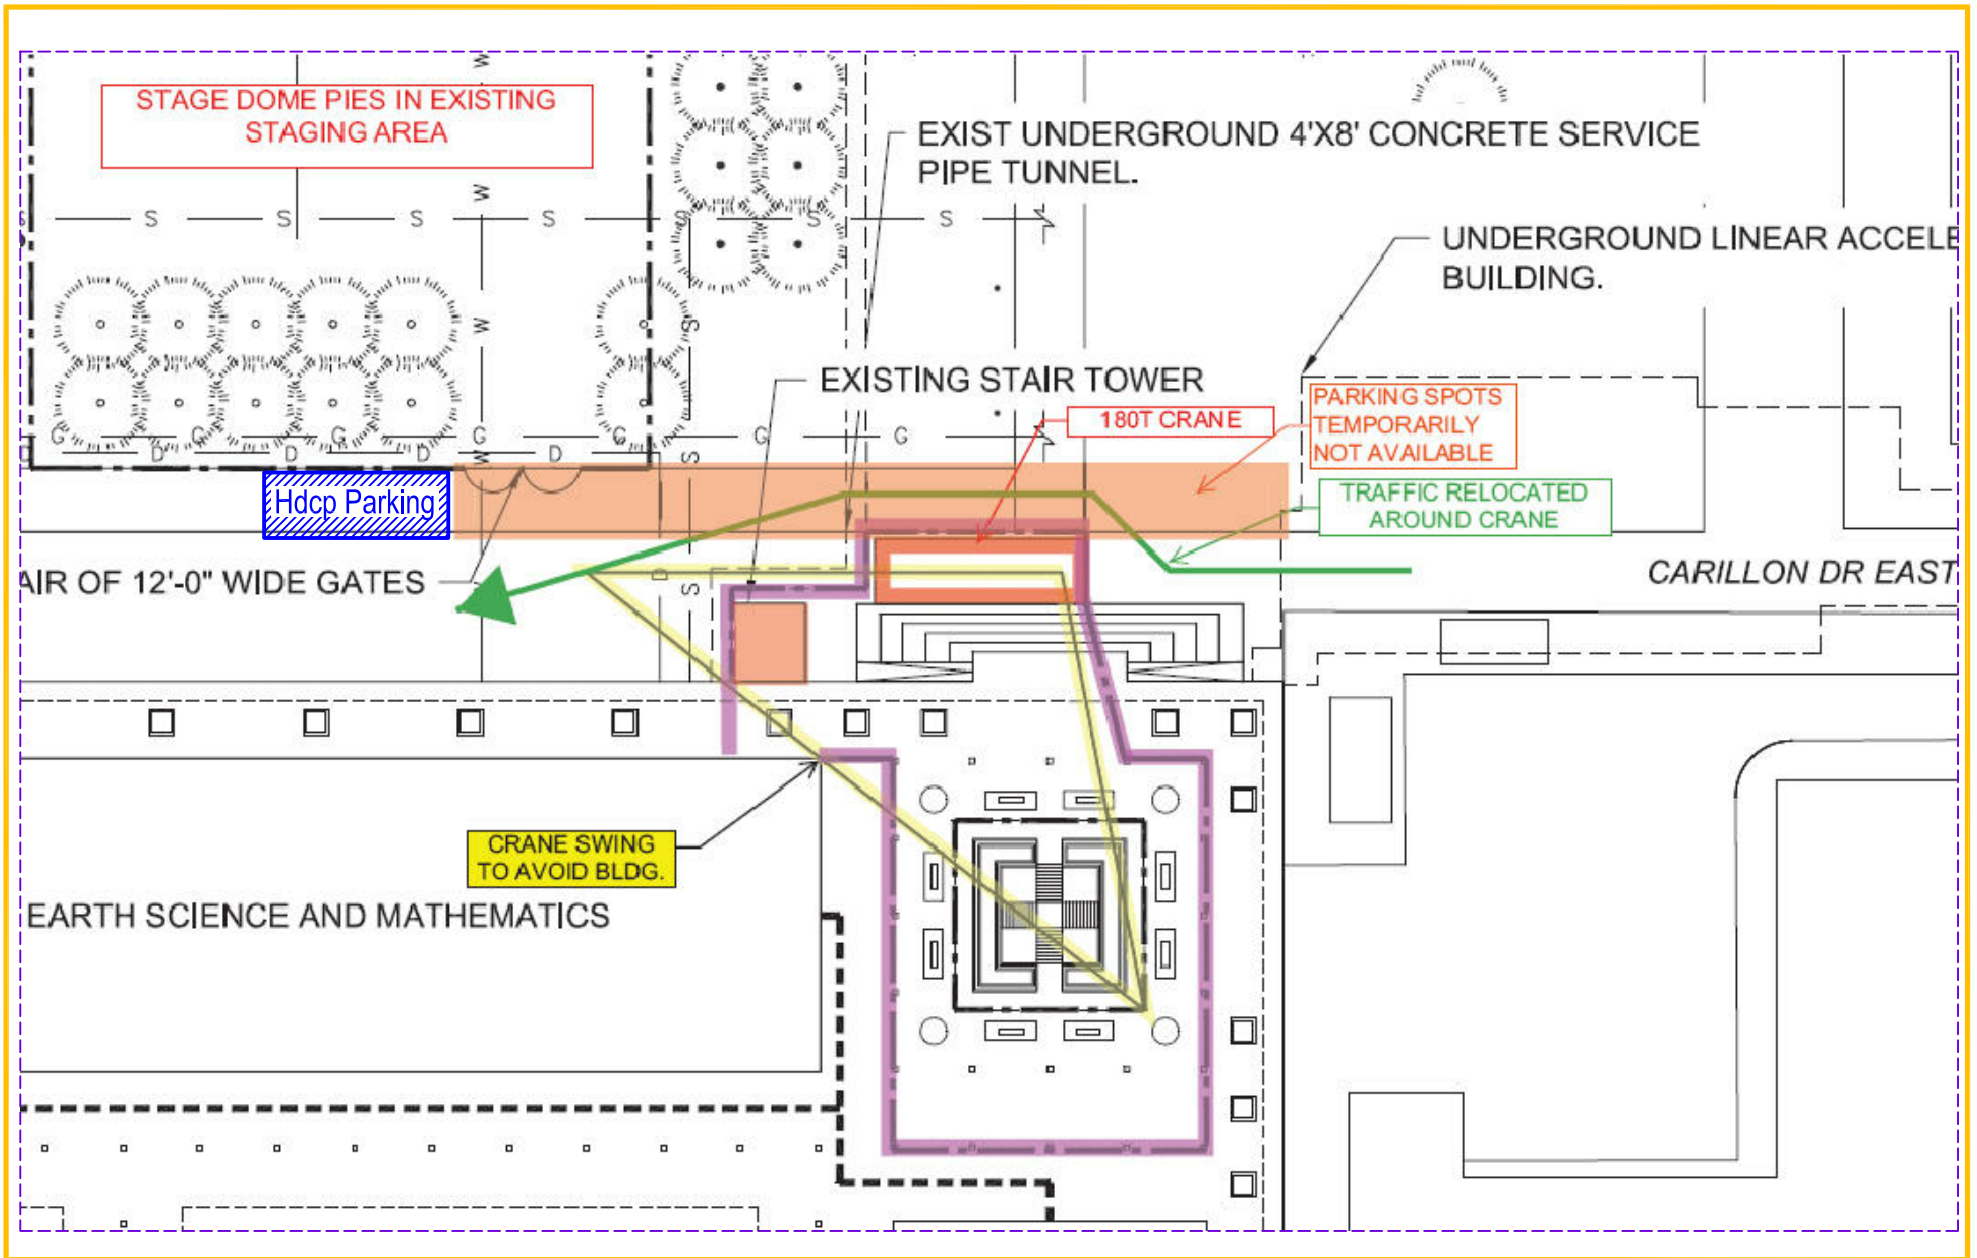 STAGE DOME PIES IN EXISTING
STAGING AREA
EXIST UNDERGROUND 4'X8' CONCRETE SERVICE
PIPE TUNNEL.
UNDERGROUND LINEAR ACCELE
BUILDING.
EXISTING STAIR TOWER
180T CRANE
PARKING SPOTS
TEMPORARILY
NOT AVAILABLE
Hdcp Parking
TRAFFIC RELOCATED
AROUND CRANE
AIR OF 12'-0" WIDE GATES
CARILLON DR EAST
CRANE SWING
TO AVOID BLDG.
EARTH SCIENCE AND MATHEMATICS
W
W
S S S S S S S
W
S
G G G G G G G
D D D D
W
S
D
S